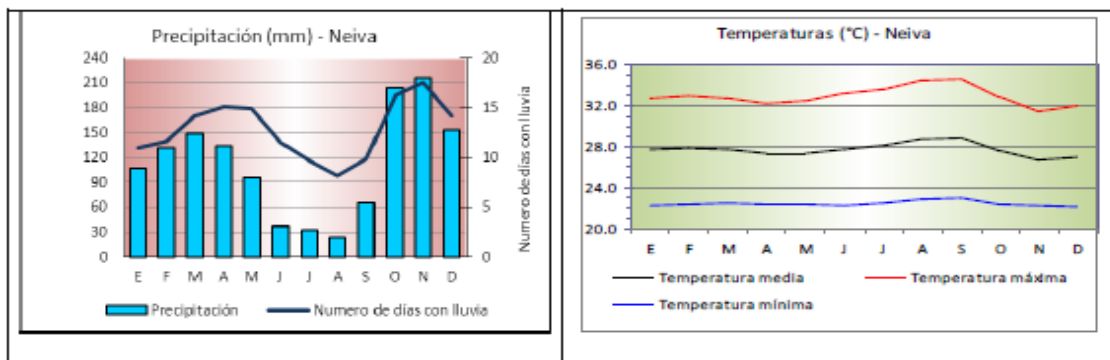 Precipitación (mm) - Neiva
240
210
180
150
120
90
60
30
0
20
15
10
5
0
Numero de días con lluvia
E F M A M J J A S O N D
Precipitación Numero de días con lluvia
Temperaturas (°C) - Neiva
36.0
32.0
28.0
24.0
20.0
E F M A M J J A S O N D
Temperatura media Temperatura máxima
Temperatura mínima